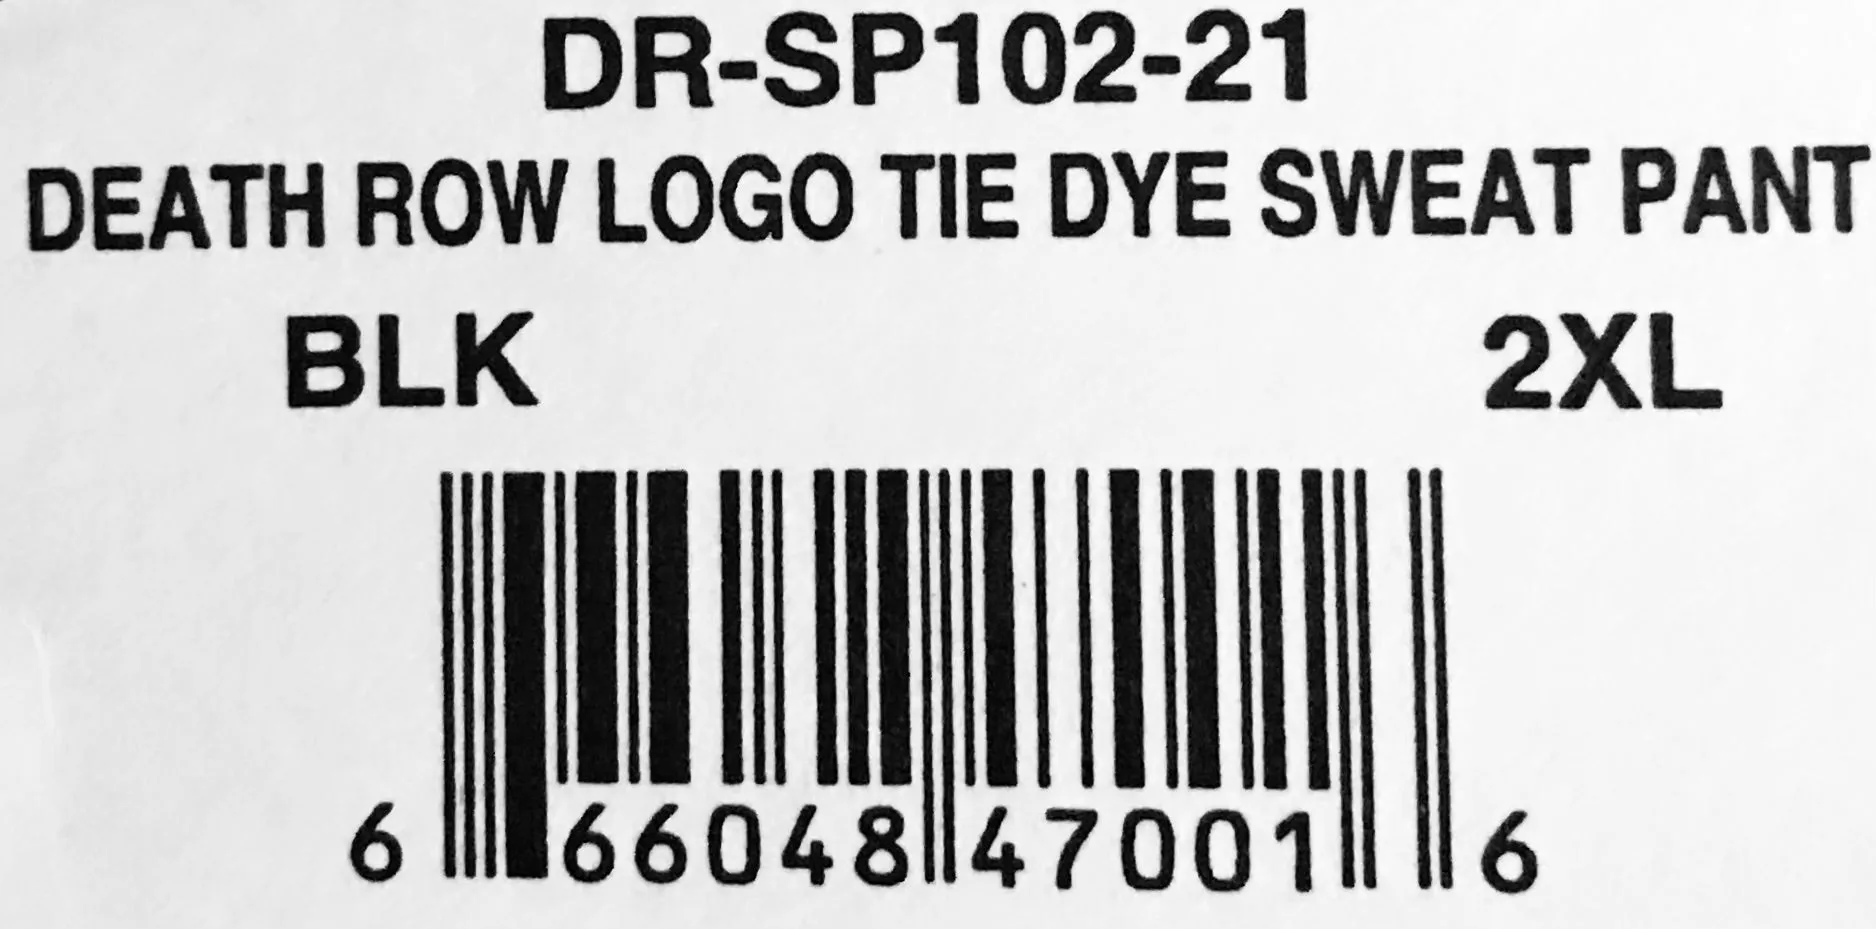 DR-SP102-21
DEATH ROW LOGO TIE DYE SWEAT PANT
BLK 2XL
6 66048 47001 6